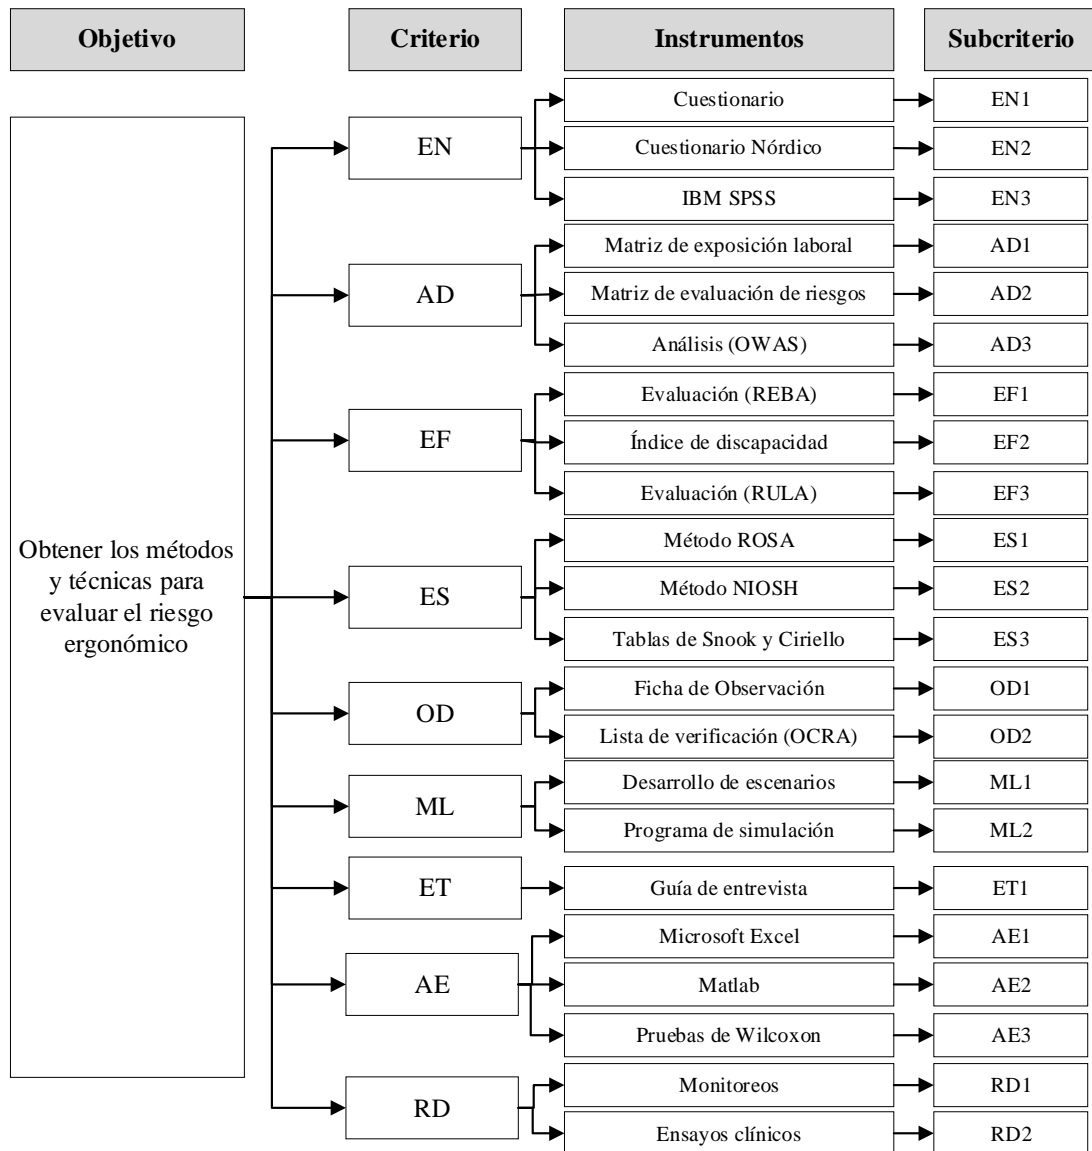 Objetivo
Criterio
Instrumentos
Subcriterio
Obtener los métodos
y técnicas para
evaluar el riesgo
ergonómico
EN
Cuestionario
EN1
Cuestionario Nórdico
EN2
IBM SPSS
EN3
AD
Matriz de exposición laboral
AD1
Matriz de evaluación de riesgos
AD2
Análisis (OWAS)
AD3
EF
Evaluación (REBA)
EF1
Índice de discapacidad
EF2
Evaluación (RULA)
EF3
ES
Método ROSA
ES1
Método NIOSH
ES2
Tablas de Snook y Ciriello
ES3
OD
Ficha de Observación
OD1
Lista de verificación (OCRA)
OD2
ML
Desarrollo de escenarios
ML1
Programa de simulación
ML2
ET
Guía de entrevista
ET1
AE
Microsoft Excel
AE1
Matlab
AE2
Pruebas de Wilcoxon
AE3
RD
Monitoreos
RD1
Ensayos clínicos
RD2